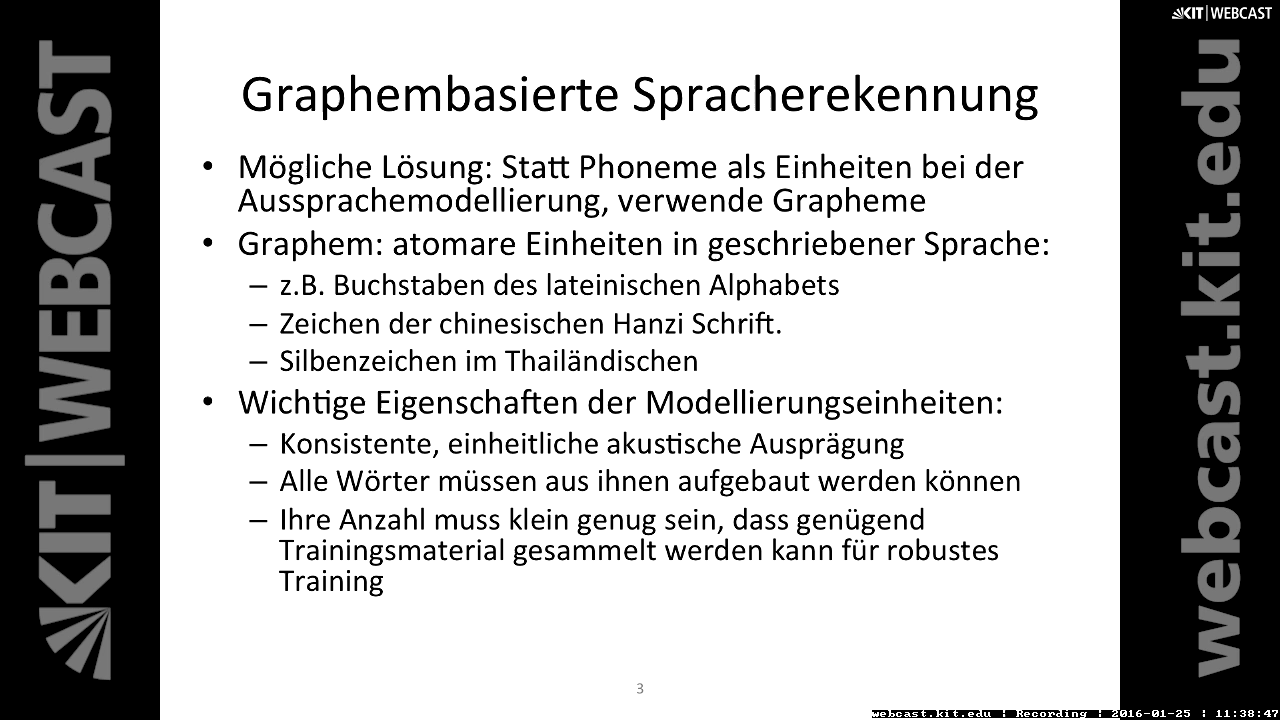 KIT | WEBCAST
KIT | WEBCAST
webcast.kit.edu
Graphembasierte Spracherekennung
• Mögliche Lösung: Statt Phoneme als Einheiten bei der
Aussprachemodellierung, verwende Grapheme
• Graphem: atomare Einheiten in geschriebener Sprache:
– z.B. Buchstaben des lateinischen Alphabets
– Zeichen der chinesischen Hanzi Schrift.
– Silbenzeichen im Thailändischen
• Wichtige Eigenschaften der Modellierungseinheiten:
– Konsistente, einheitliche akustische Ausprägung
– Alle Wörter müssen aus ihnen aufgebaut werden können
– Ihre Anzahl muss klein genug sein, dass genügend
Trainingsmaterial gesammelt werden kann für robustes
Training
3
webcast.kit.edu | Recording | 2016-01-25 | 11:38:47